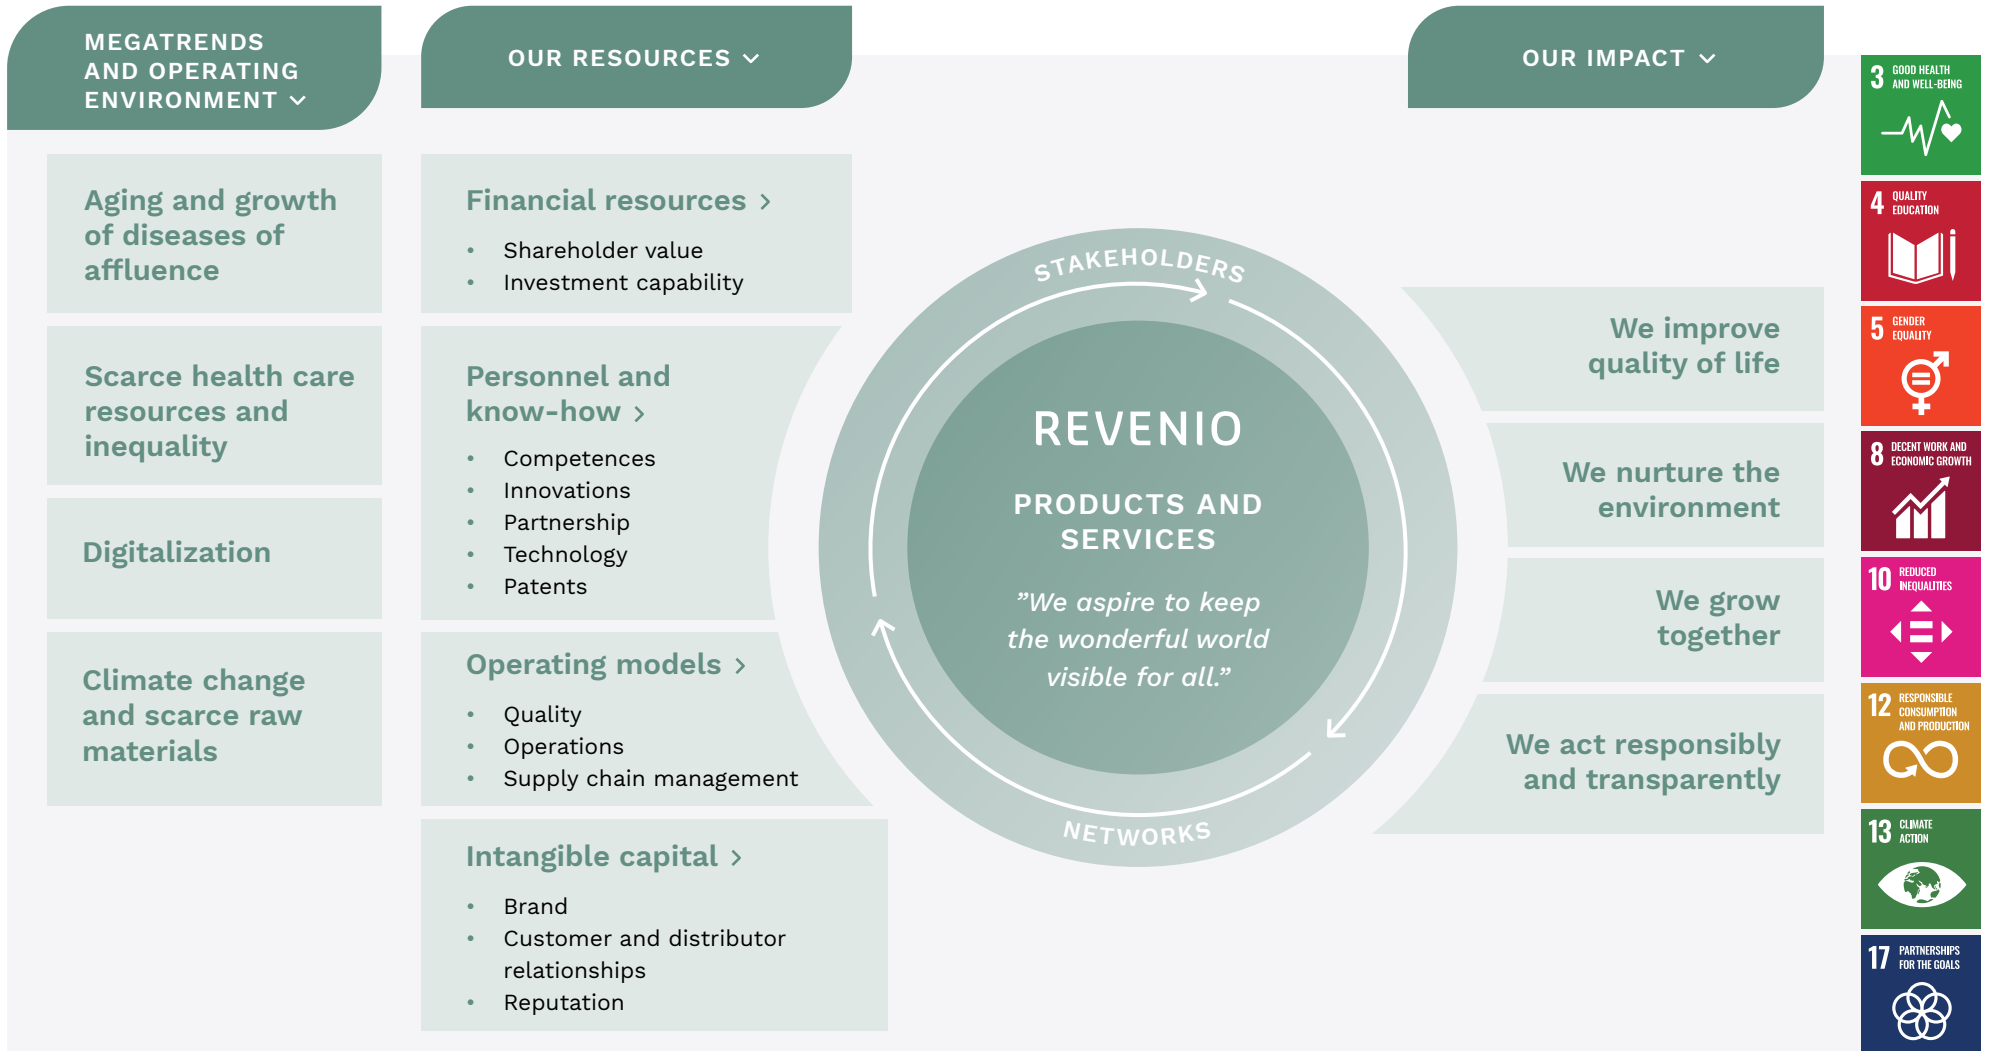 MEGATRENDS
AND OPERATING
ENVIRONMENT
Aging and growth
of diseases of
affluence
Scarce health care
resources and
inequality
Digitalization
Climate change
and scarce raw
materials
OUR RESOURCES
Financial resources >
• Shareholder value
• Investment capability
Personnel and
know-how >
• Competences
• Innovations
• Partnership
• Technology
• Patents
Operating models >
• Quality
• Operations
• Supply chain management
Intangible capital >
• Brand
• Customer and distributor
relationships
• Reputation
STAKEHOLDERS
REVENIO
PRODUCTS AND
SERVICES
”We aspire to keep
the wonderful world
visible for all.”
NETWORKS
OUR IMPACT
We improve
quality of life
We nurture the
environment
We grow
together
We act responsibly
and transparently
3 GOOD HEALTH
AND WELL-BEING
4 QUALITY
EDUCATION
5 GENDER
EQUALITY
8 DECENT WORK AND
ECONOMIC GROWTH
10 REDUCED
INEQUALITIES
12 RESPONSIBLE
CONSUMPTION
AND PRODUCTION
13 CLIMATE
ACTION
17 PARTNERSHIPS
FOR THE GOALS